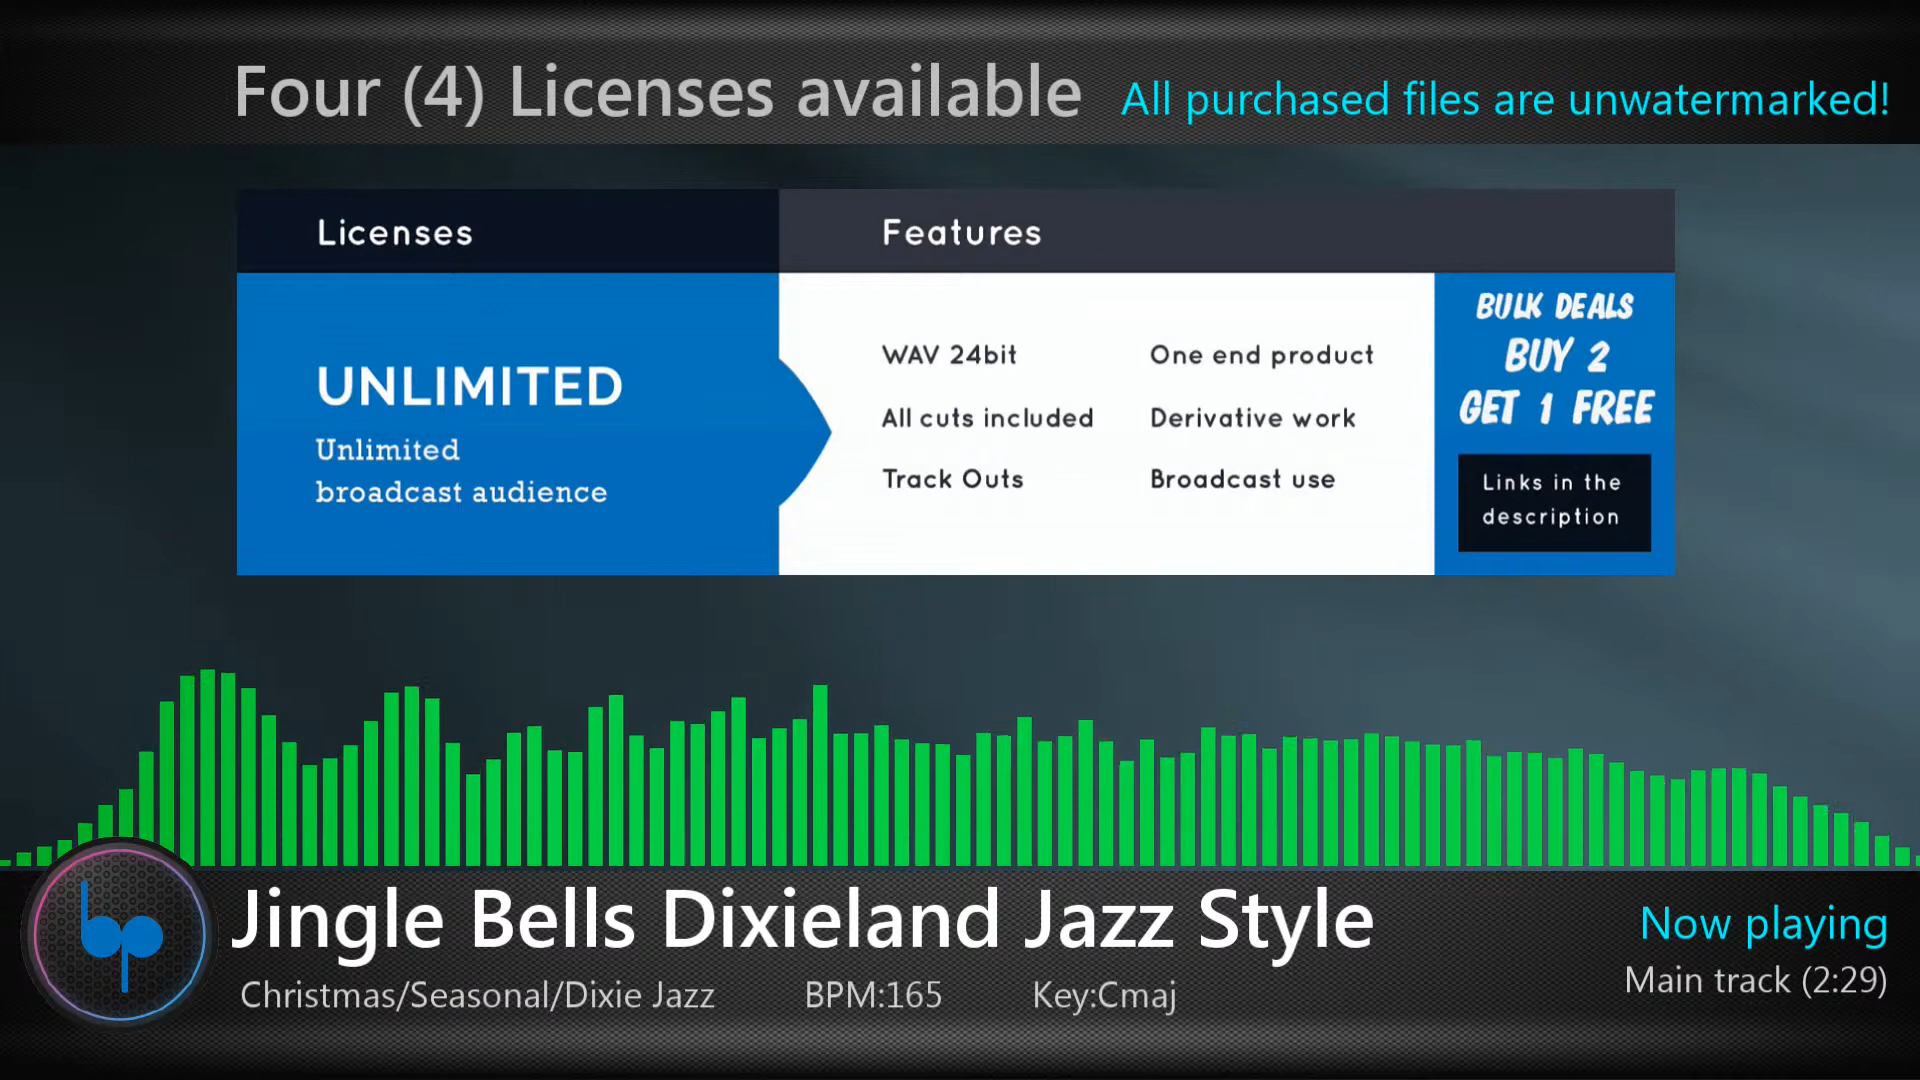 Four (4) Licenses available
All purchased files are unwatermarked!
Licenses
Features
UNLIMITED
Unlimited
broadcast audience
WAV 24bit
One end product
All cuts included
Derivative work
Track Outs
Broadcast use
BULK DEALS
BUY 2
GET 1 FREE
Links in the
description
bp
Jingle Bells Dixieland Jazz Style
Christmas/Seasonal/Dixie Jazz
BPM:165
Key:Cmaj
Now playing
Main track (2:29)